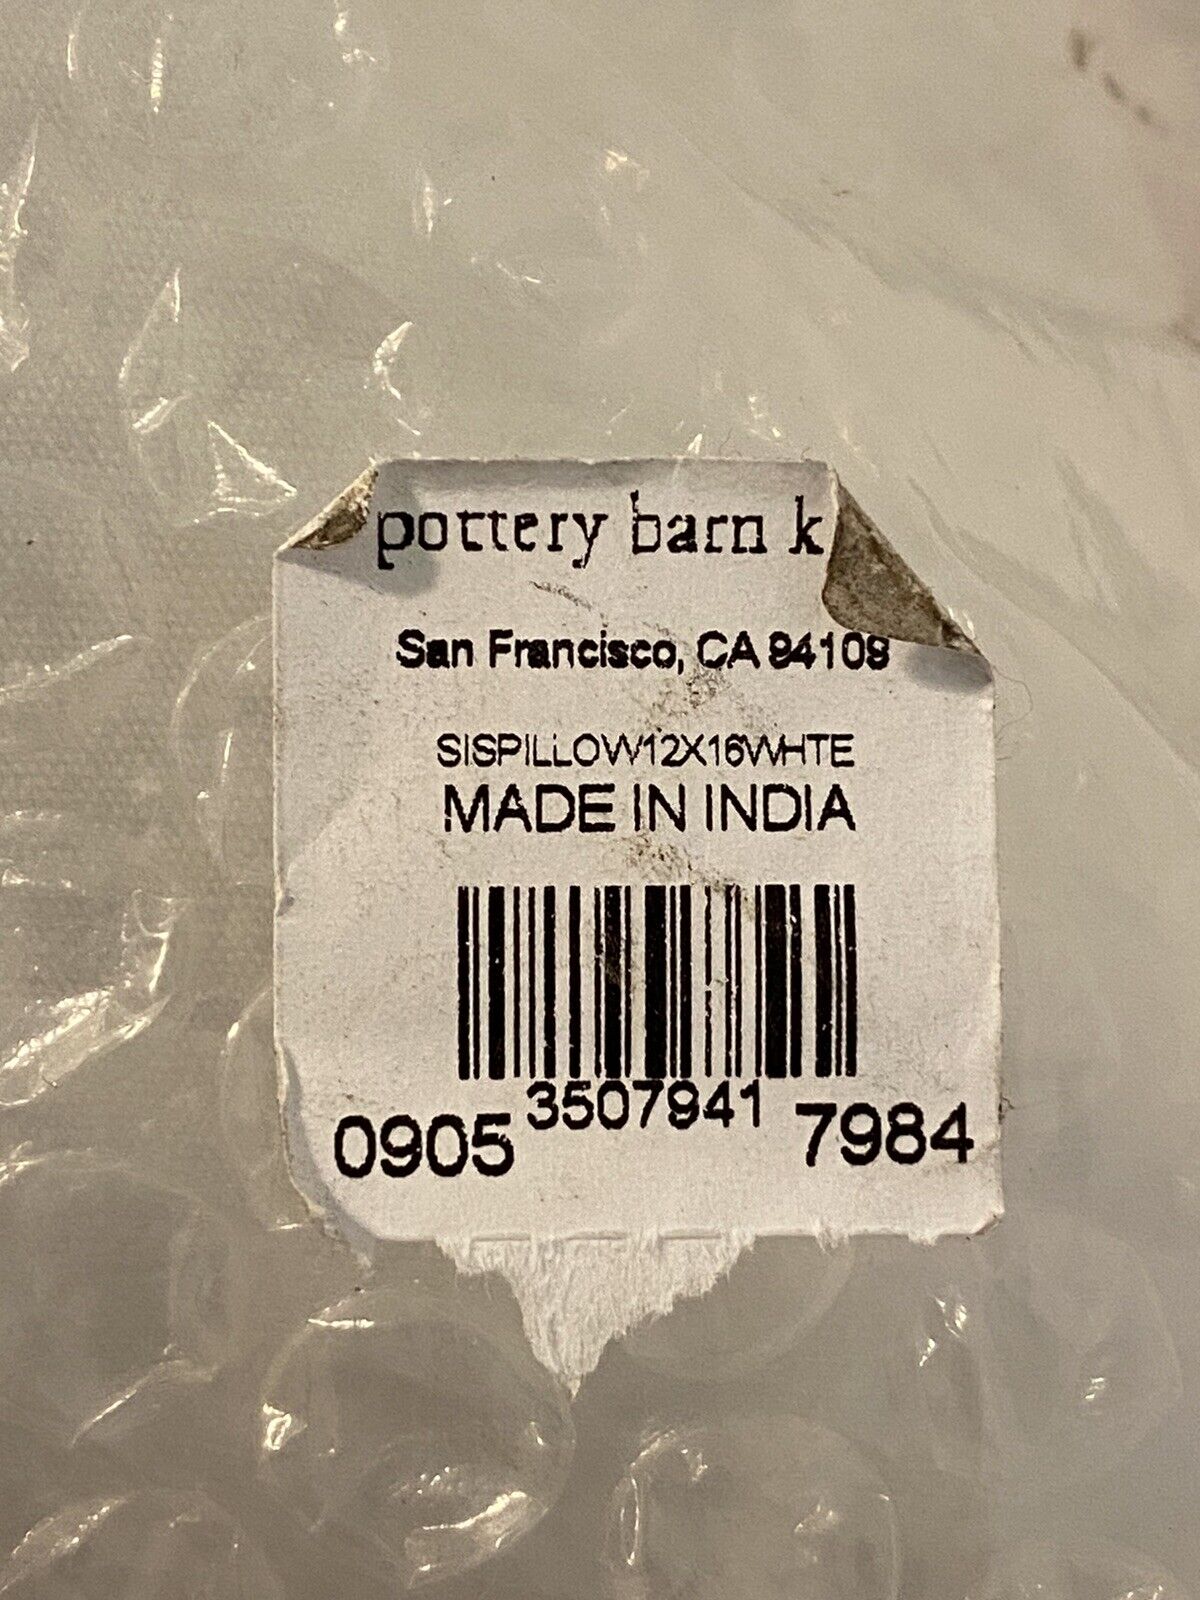 pottery barn k
San Francisco, CA 94109
SISPILLOW12X16WHTE
MADE IN INDIA
0905 3507941 7984